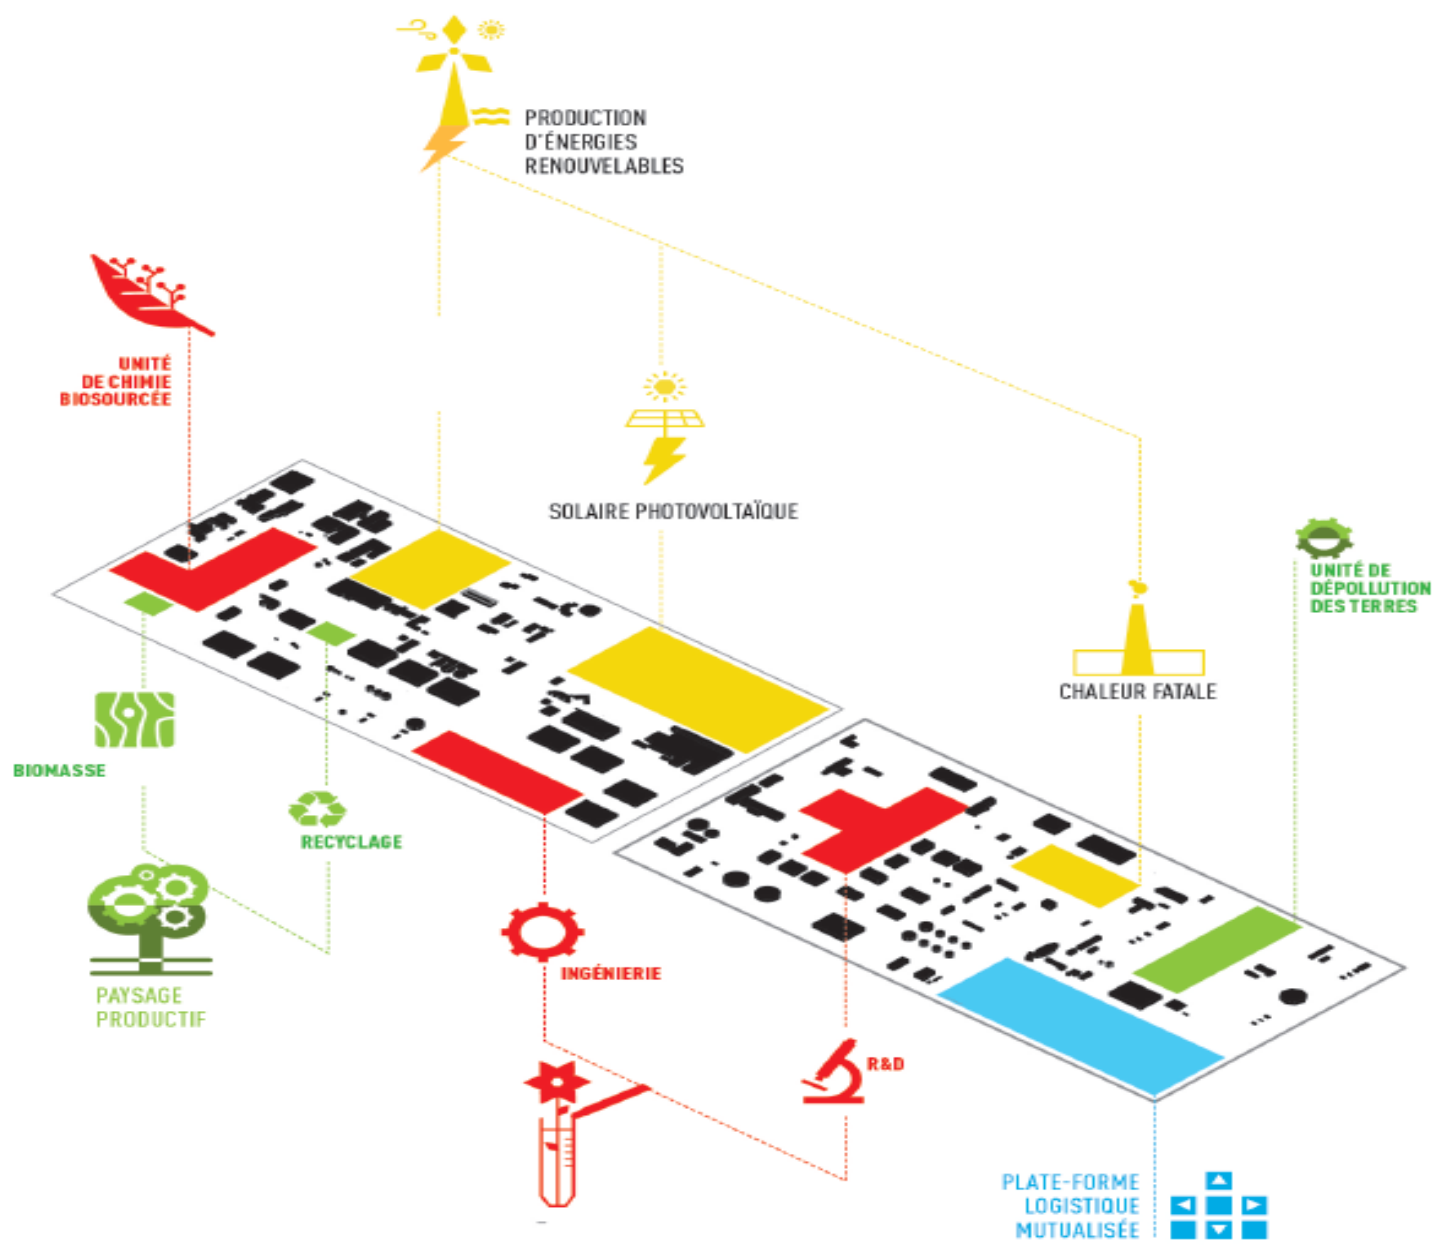 PRODUCTION
D'ÉNERGIES
RENOUVELABLES
UNITÉ
DE CHIMIE
BIOSOURCÉE
SOLAIRE PHOTOVOLTAÏQUE
UNITÉ DE
DÉPOLLUTION
DES TERRES
CHALEUR FATALE
BIOMASSE
RECYCLAGE
INGÉNIERIE
PAYSAGE
PRODUCTIF
R&D
PLATE-FORME
LOGISTIQUE
MUTUALISÉE